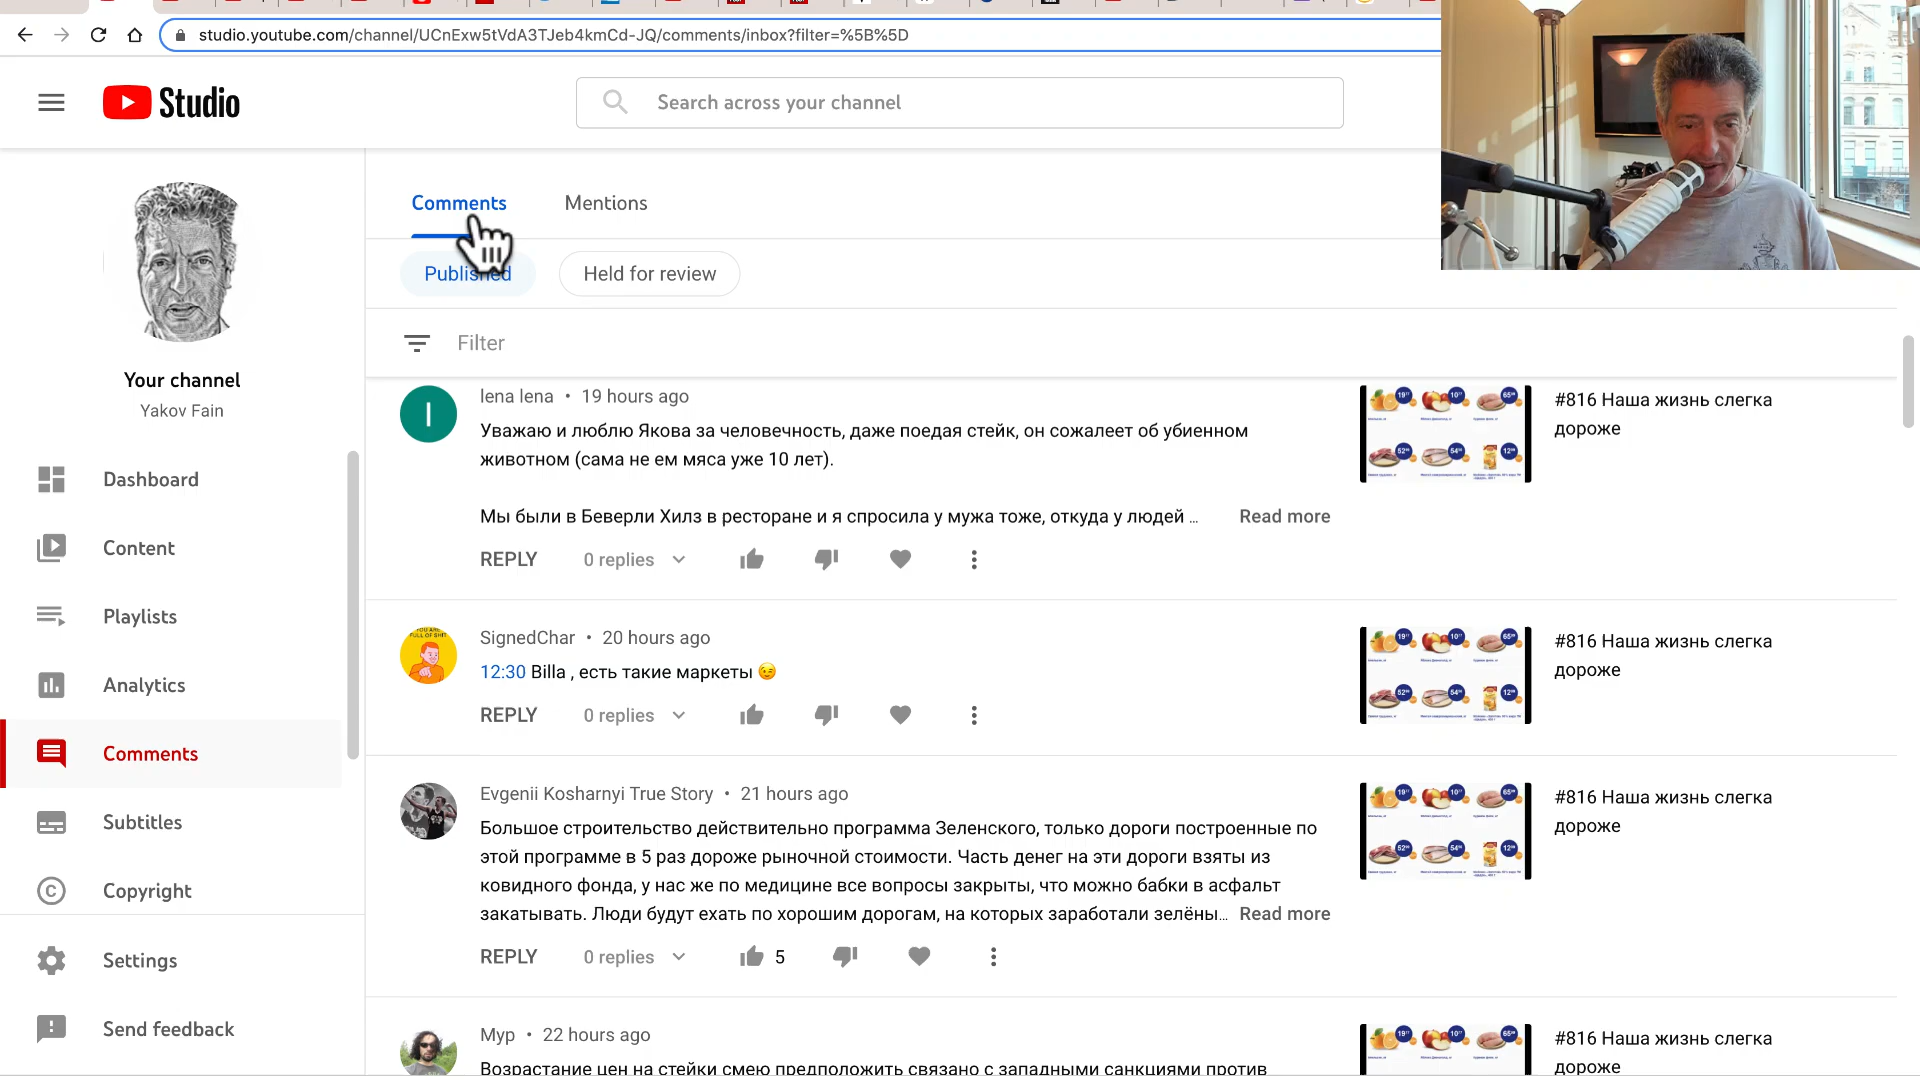 studio.youtube.com/channel/UCnExw5tVdA3TJeb4kmCd-JQ/comments/inbox?filter=%5B%5D
Studio
Search across your channel
Your channel
Yakov Fain
Dashboard
Content
Playlists
Analytics
Comments
Subtitles
Copyright
Settings
Send feedback
Comments
Mentions
Published
Held for review
Filter
lena lena • 19 hours ago
Уважаю и люблю Якова за человечность, даже поедая стейк, он сожалеет об убиенном
животном (сама не ем мяса уже 10 лет).
Мы были в Беверли Хилз в ресторане и я спросила у мужа тоже, откуда у людей ... Read more
REPLY 0 replies
#816 Наша жизнь слегка
дороже
SignedChar • 20 hours ago
12:30 Billa , есть такие маркеты 😉
REPLY 0 replies
#816 Наша жизнь слегка
дороже
Evgenii Kosharnyi True Story • 21 hours ago
Большое строительство действительно программа Зеленского, только дороги построенные по
этой программе в 5 раз дороже рыночной стоимости. Часть денег на эти дороги взяты из
ковидного фонда, у нас же по медицине все вопросы закрыты, что можно бабки в асфальт
закатывать. Люди будут ехать по хорошим дорогам, на которых заработали зелёны... Read more
REPLY 0 replies 5
#816 Наша жизнь слегка
дороже
Мур • 22 hours ago
Возрастание цен на стейки смею предположить связано с западными санкциями против
#816 Наша жизнь слегка
дороже